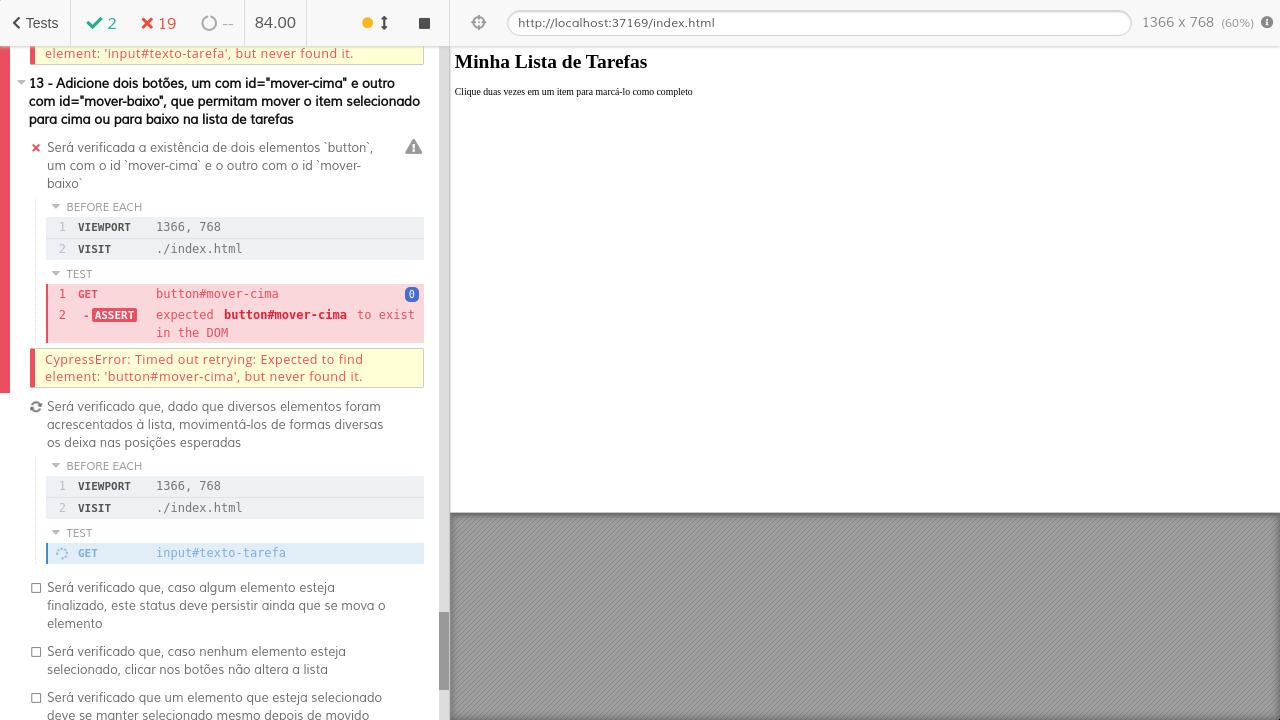 Tests
2
19
--
84.00
http://localhost:37169/index.html
1366 x 768 (60%)
element: 'input#texto-tarefa', but never found it.
13 - Adicione dois botões, um com id="mover-cima" e outro
com id="mover-baixo", que permitam mover o item selecionado
para cima ou para baixo na lista de tarefas
Será verificada a existência de dois elementos `button`,
um com o id `mover-cima` e o outro com o id `mover-
baixo`
BEFORE EACH
1 VIEWPORT 1366, 768
2 VISIT ./index.html
TEST
1 GET button#mover-cima 0
2 - ASSERT expected button#mover-cima to exist
in the DOM
CypressError: Timed out retrying: Expected to find
element: 'button#mover-cima', but never found it.
Será verificado que, dado que diversos elementos foram
acrescentados à lista, movimentá-los de formas diversas
os deixa nas posições esperadas
BEFORE EACH
1 VIEWPORT 1366, 768
2 VISIT ./index.html
TEST
GET input#texto-tarefa
Será verificado que, caso algum elemento esteja
finalizado, este status deve persistir ainda que se mova o
elemento
Será verificado que, caso nenhum elemento esteja
selecionado, clicar nos botões não altera a lista
Será verificado que um elemento que esteja selecionado
deve se manter selecionado mesmo depois de movido
Minha Lista de Tarefas
Clique duas vezes em um item para marcá-lo como completo